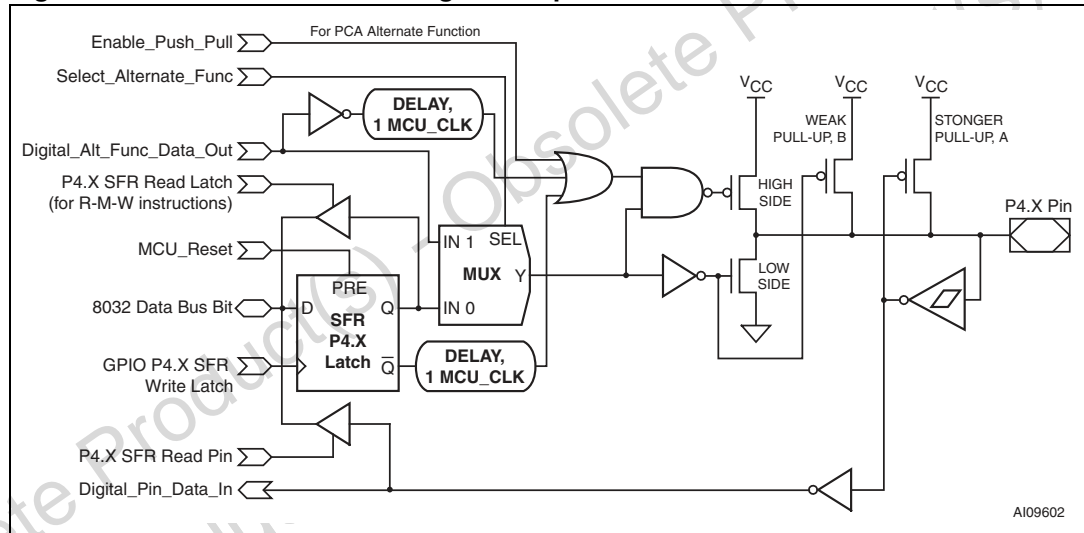 Enable_Push_Pull
For PCA Alternate Function
Select_Alternate_Func
DELAY,
1 MCU_CLK
Digital_Alt_Func_Data_Out
P4.X SFR Read Latch
(for R-M-W instructions)
MCU_Reset
8032 Data Bus Bit
GPIO P4.X SFR
Write Latch
P4.X SFR Read Pin
Digital_Pin_Data_In
PRE
D
Q
SFR
P4.X
Latch
Q
IN 1
SEL
MUX
Y
IN 0
DELAY,
1 MCU_CLK
VCC
HIGH
SIDE
LOW
SIDE
VCC
WEAK
PULL-UP, B
VCC
STONGER
PULL-UP, A
P4.X Pin
AI09602
Product(s) - Obsolete